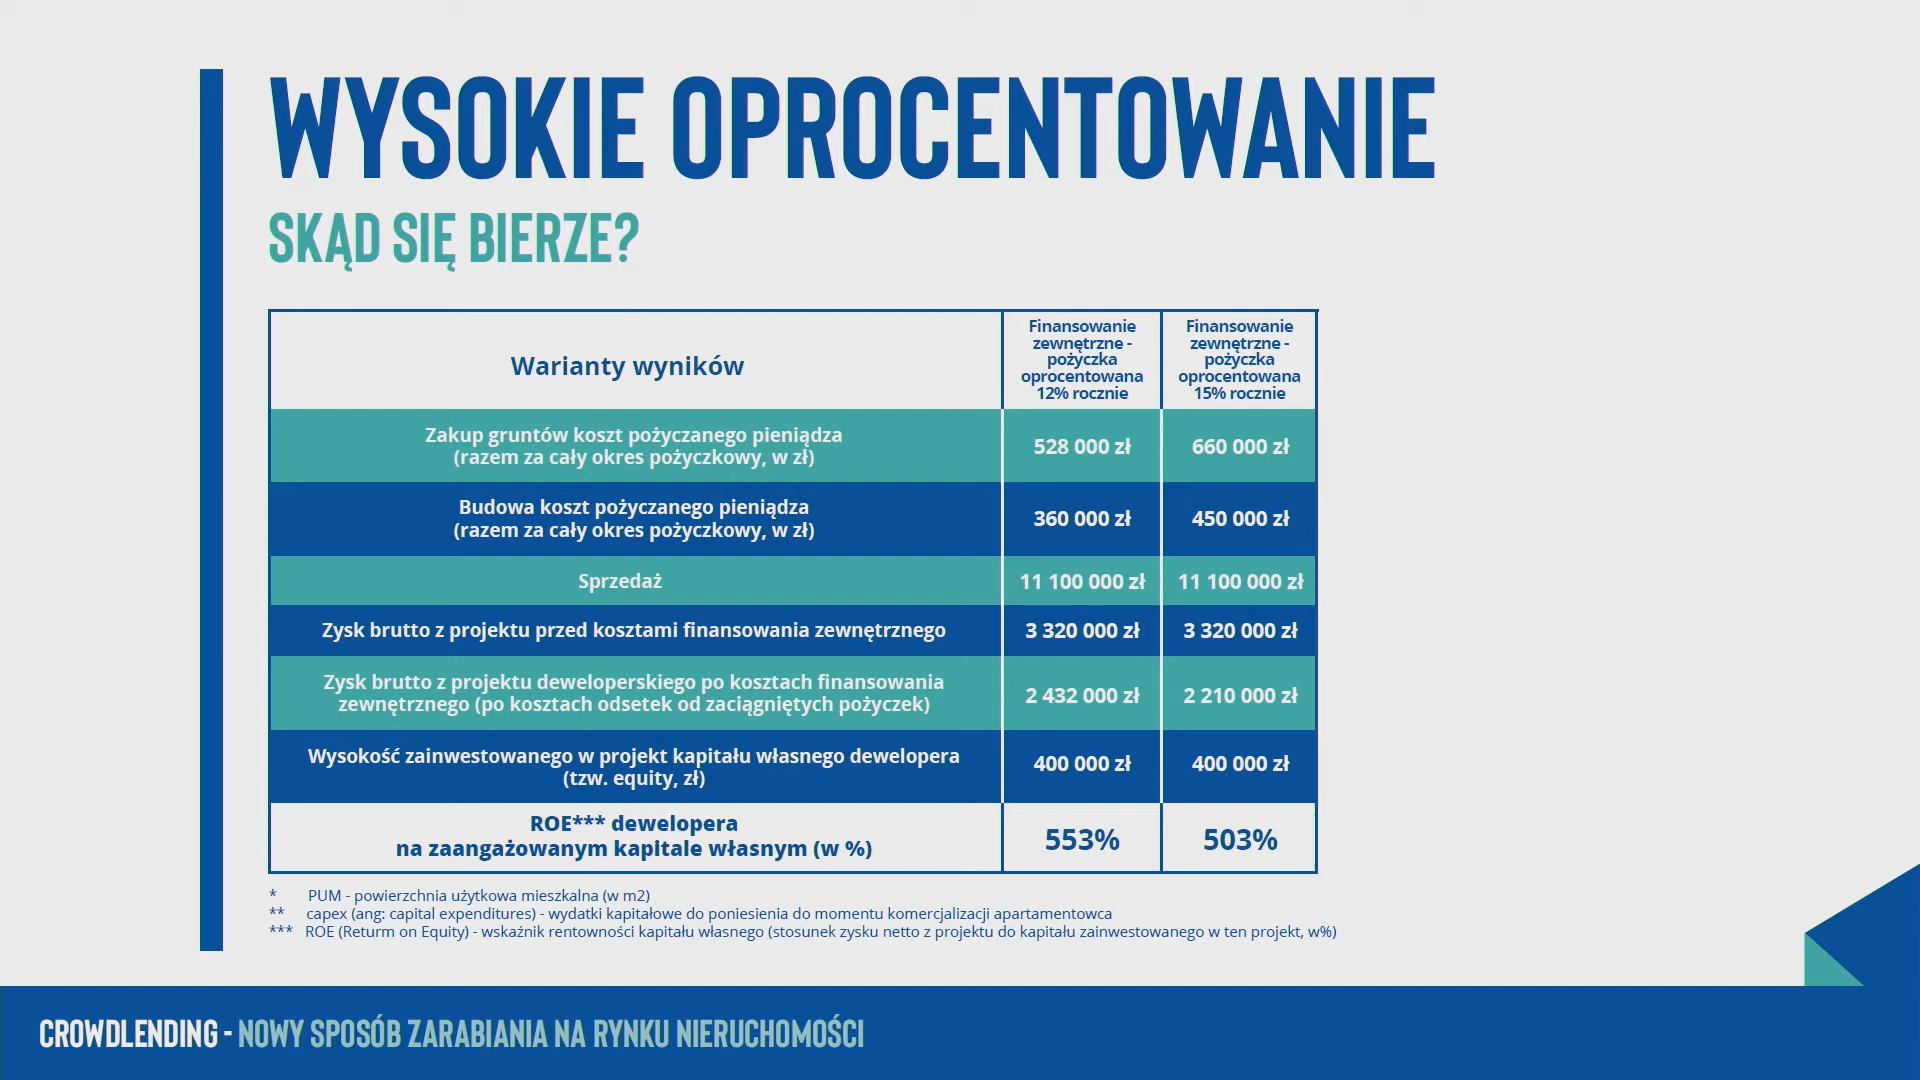 WYSOKIE OPROCENTOWANIE
SKĄD SIĘ BIERZE?
Warianty wyników
Finansowanie
zewnętrzne -
pożyczka
oprocentowana
12% rocznie
Finansowanie
zewnętrzne -
pożyczka
oprocentowana
15% rocznie
Zakup gruntów koszt pożyczanego pieniądza
(razem za cały okres pożyczkowy, w zł)
528 000 zł
660 000 zł
Budowa koszt pożyczanego pieniądza
(razem za cały okres pożyczkowy, w zł)
360 000 zł
450 000 zł
Sprzedaż
11 100 000 zł
11 100 000 zł
Zysk brutto z projektu przed kosztami finansowania zewnętrznego
3 320 000 zł
3 320 000 zł
Zysk brutto z projektu deweloperskiego po kosztach finansowania
zewnętrznego (po kosztach odsetek od zaciągniętych pożyczek)
2 432 000 zł
2 210 000 zł
Wysokość zainwestowanego w projekt kapitału własnego dewelopera
(tzw. equity, zł)
400 000 zł
400 000 zł
ROE*** dewelopera
na zaangażowanym kapitale własnym (w %)
553%
503%
* PUM - powierzchnia użytkowa mieszkalna (w m2)
** capex (ang: capital expenditures) - wydatki kapitałowe do poniesienia do momentu komercjalizacji apartamentowca
*** ROE (Returm on Equity) - wskaźnik rentowności kapitału własnego (stosunek zysku netto z projektu do kapitału zainwestowanego w ten projekt, w%)
CROWDLENDING - NOWY SPOSÓB ZARABIANIA NA RYNKU NIERUCHOMOŚCI